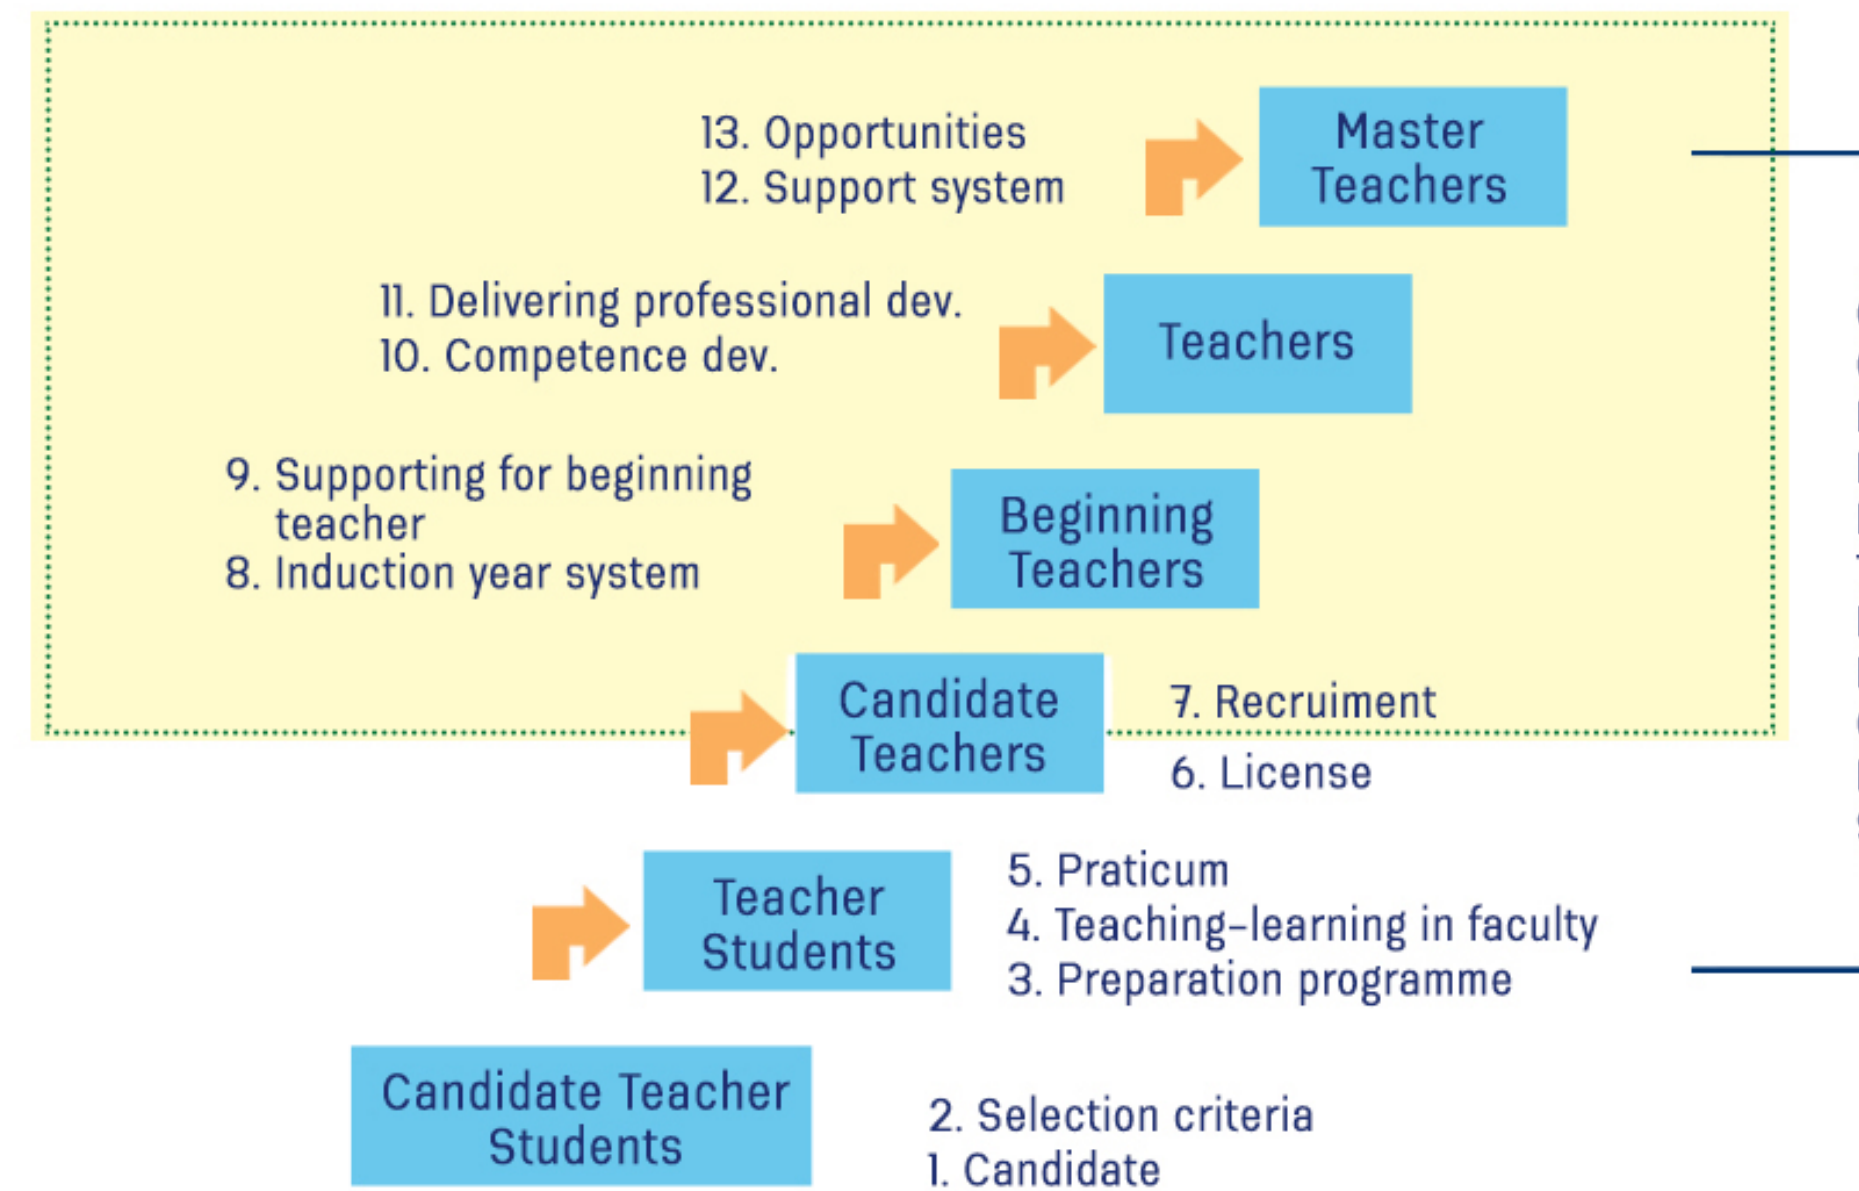 13. Opportunities
12. Support system
Master
Teachers
11. Delivering professional dev.
10. Competence dev.
Teachers
9. Supporting for beginning
teacher
8. Induction year system
Beginning
Teachers
Candidate
Teachers
7. Recruiment
6. License
Teacher
Students
5. Praticum
4. Teaching-learning in faculty
3. Preparation programme
Candidate Teacher
Students
2. Selection criteria
1. Candidate